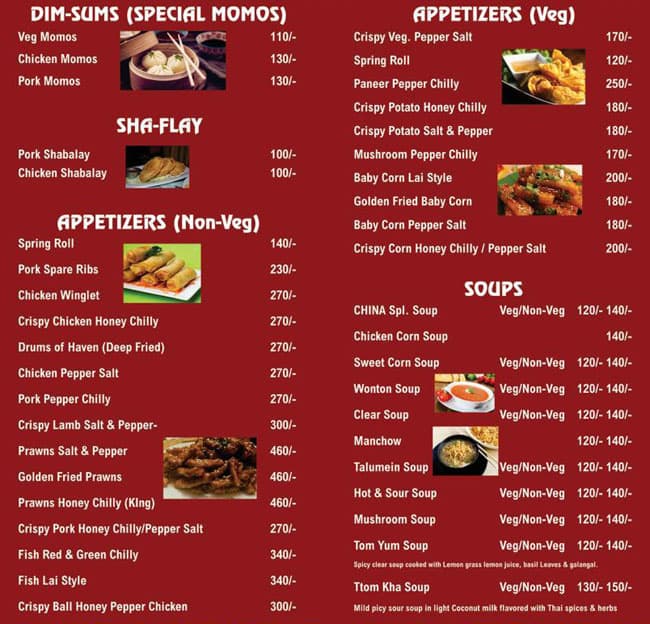 DIM-SUMS (SPECIAL MOMOS)
Veg Momos 110/-
Chicken Momos 130/-
Pork Momos 130/-
SHA-FLAY
Pork Shabalay 100/-
Chicken Shabalay 100/-
APPETIZERS (Non-Veg)
Spring Roll 140/-
Pork Spare Ribs 230/-
Chicken Winglet 270/-
Crispy Chicken Honey Chilly 270/-
Drums of Haven (Deep Fried) 270/-
Chicken Pepper Salt 270/-
Pork Pepper Chilly 270/-
Crispy Lamb Salt & Pepper- 300/-
Prawns Salt & Pepper 460/-
Golden Fried Prawns 460/-
Prawns Honey Chilly (KIng) 460/-
Crispy Pork Honey Chilly/Pepper Salt 270/-
Fish Red & Green Chilly 340/-
Fish Lai Style 340/-
Crispy Ball Honey Pepper Chicken 300/-
APPETIZERS (Veg)
Crispy Veg. Pepper Salt 170/-
Spring Roll 120/-
Paneer Pepper Chilly 250/-
Crispy Potato Honey Chilly 180/-
Crispy Potato Salt & Pepper 180/-
Mushroom Pepper Chilly 170/-
Baby Corn Lai Style 200/-
Golden Fried Baby Corn 180/-
Baby Corn Pepper Salt 180/-
Crispy Corn Honey Chilly / Pepper Salt 200/-
SOUPS
CHINA Spl. Soup Veg/Non-Veg 120/- 140/-
Chicken Corn Soup 140/-
Sweet Corn Soup Veg/Non-Veg 120/- 140/-
Wonton Soup Veg/Non-Veg 120/- 140/-
Clear Soup Veg/Non-Veg 120/- 140/-
Manchow 120/- 140/-
Talumein Soup Veg/Non-Veg 120/- 140/-
Hot & Sour Soup Veg/Non-Veg 120/- 140/-
Mushroom Soup Veg/Non-Veg 120/- 140/-
Tom Yum Soup Veg/Non-Veg 120/- 140/-
Spicy clear soup cooked with Lemon grass lemon juice, basil Leaves & galangal.
Ttom Kha Soup Veg/Non-Veg 130/- 150/-
Mild picy sour soup in light Coconut milk flavored with Thai spices & herbs